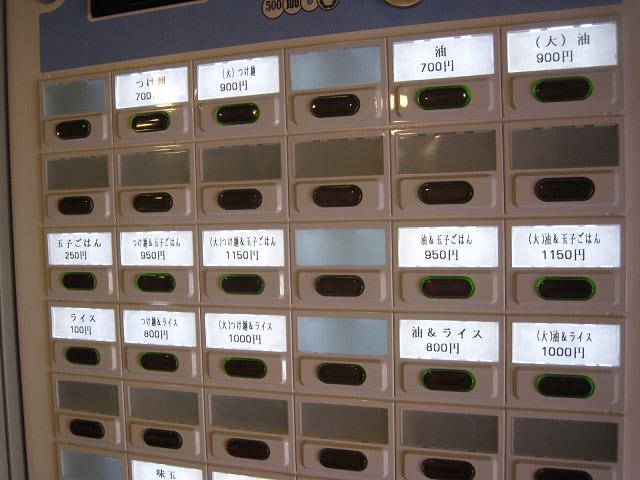 500 100
つけ麺
700
(大)つけ麺
900円
油
700円
(大)油
900円
玉子ごはん
250円
つけ麺&玉子ごはん
950円
(大)つけ麺&玉子ごはん
1150円
油&玉子ごはん
950円
(大)油&玉子ごはん
1150円
ライス
100円
つけ麺&ライス
800円
(大)つけ麺&ライス
1000円
油&ライス
800円
(大)油&ライス
1000円
味玉